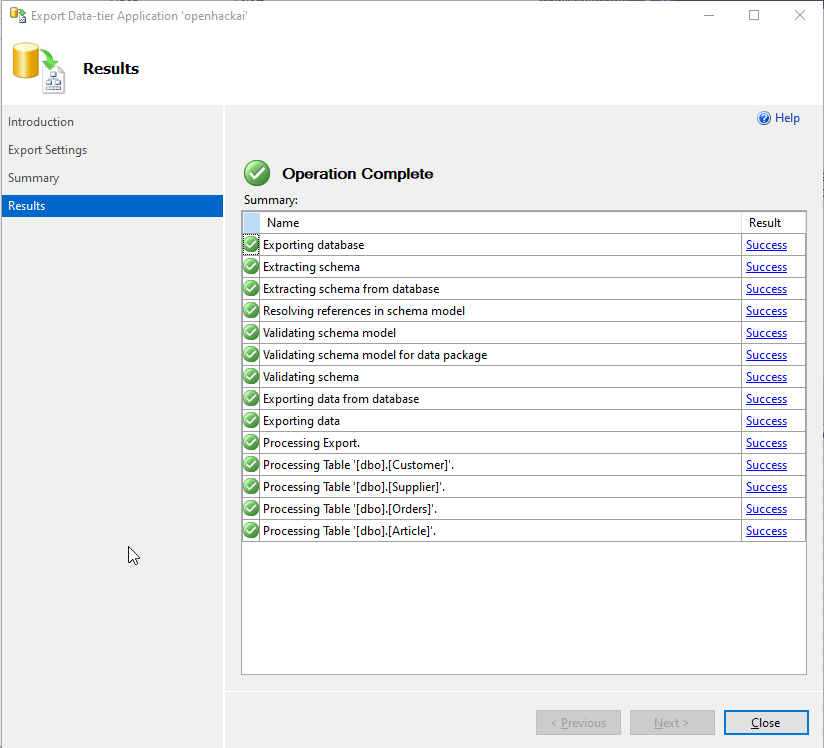 Export Data-tier Application 'openhackai'
Results
Introduction
Export Settings
Summary
Results
Help
Operation Complete
Summary:
Name Result
Exporting database Success
Extracting schema Success
Extracting schema from database Success
Resolving references in schema model Success
Validating schema model Success
Validating schema model for data package Success
Validating schema Success
Exporting data from database Success
Exporting data Success
Processing Export. Success
Processing Table '[dbo].[Customer]'. Success
Processing Table '[dbo].[Supplier]'. Success
Processing Table '[dbo].[Orders]'. Success
Processing Table '[dbo].[Article]'. Success
< Previous Next > Close